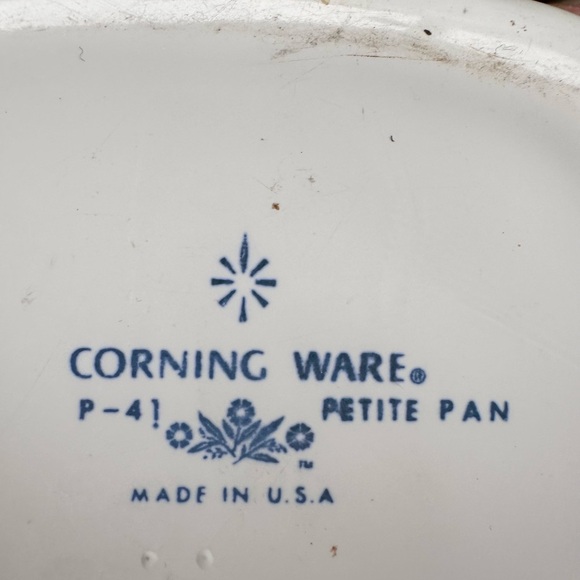 CORNING WARE®
P-41 PETITE PAN
™
MADE IN U.S.A